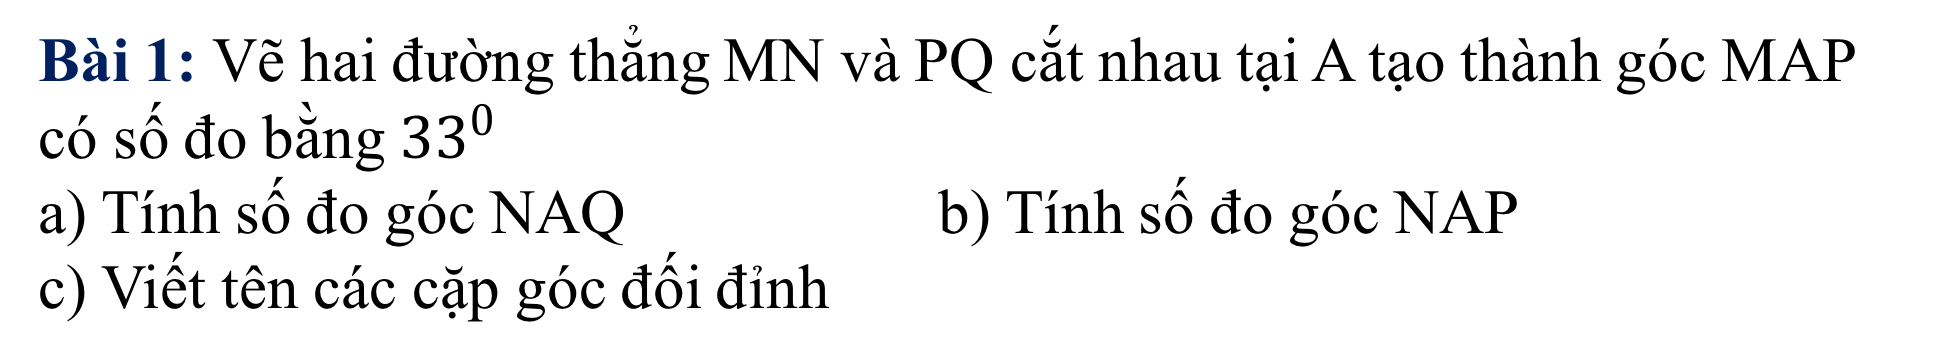 Bài 1: Vẽ hai đường thẳng MN và PQ cắt nhau tại A tạo thành góc MAP
có số đo bằng 33⁰
a) Tính số đo góc NAQ b) Tính số đo góc NAP
c) Viết tên các cặp góc đối đỉnh